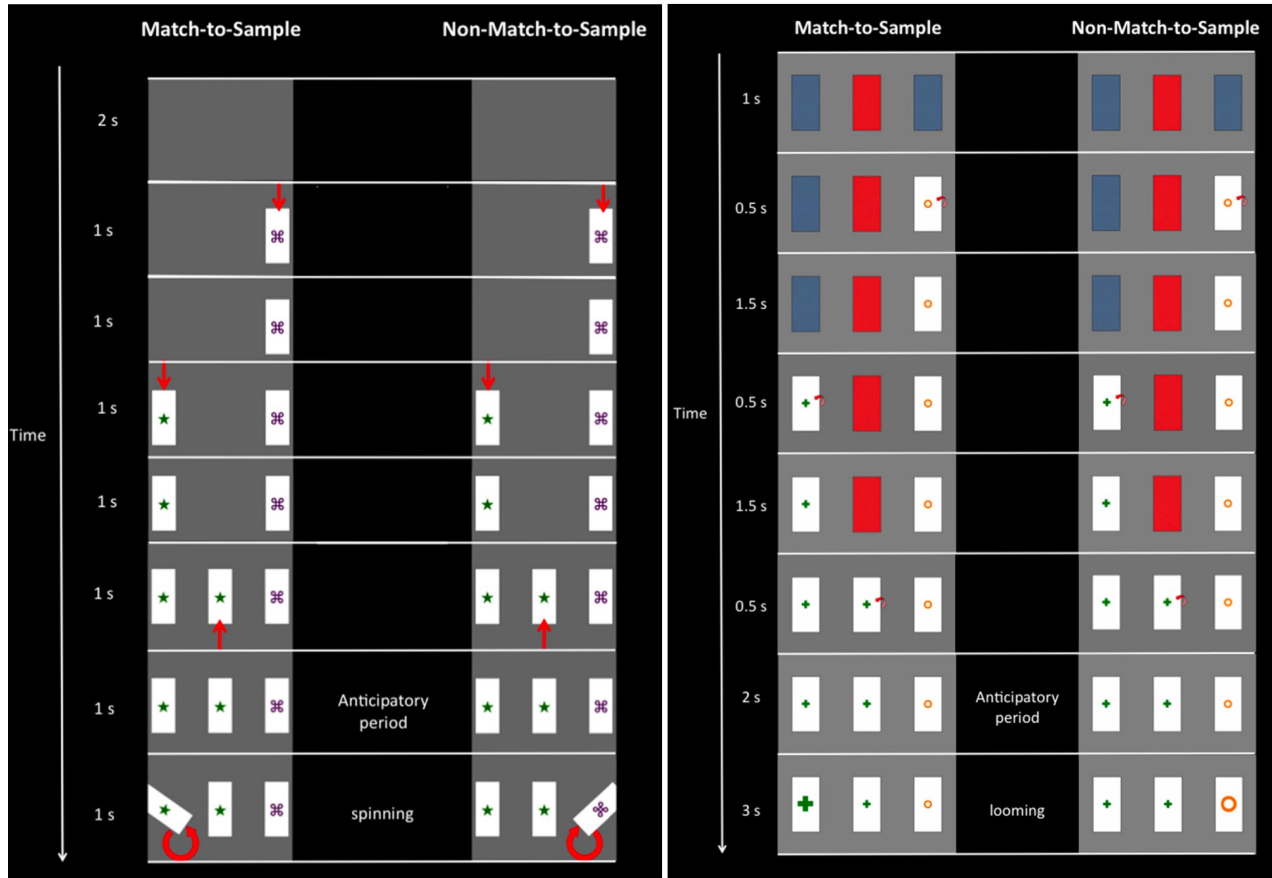 Match-to-Sample
Non-Match-to-Sample
2 s
1 s
1 s
1 s
Time
1 s
1 s
1 s
Anticipatory
period
1 s
spinning
Match-to-Sample
Non-Match-to-Sample
1 s
0.5 s
1.5 s
0.5 s
Time
1.5 s
0.5 s
2 s
Anticipatory
period
3 s
looming